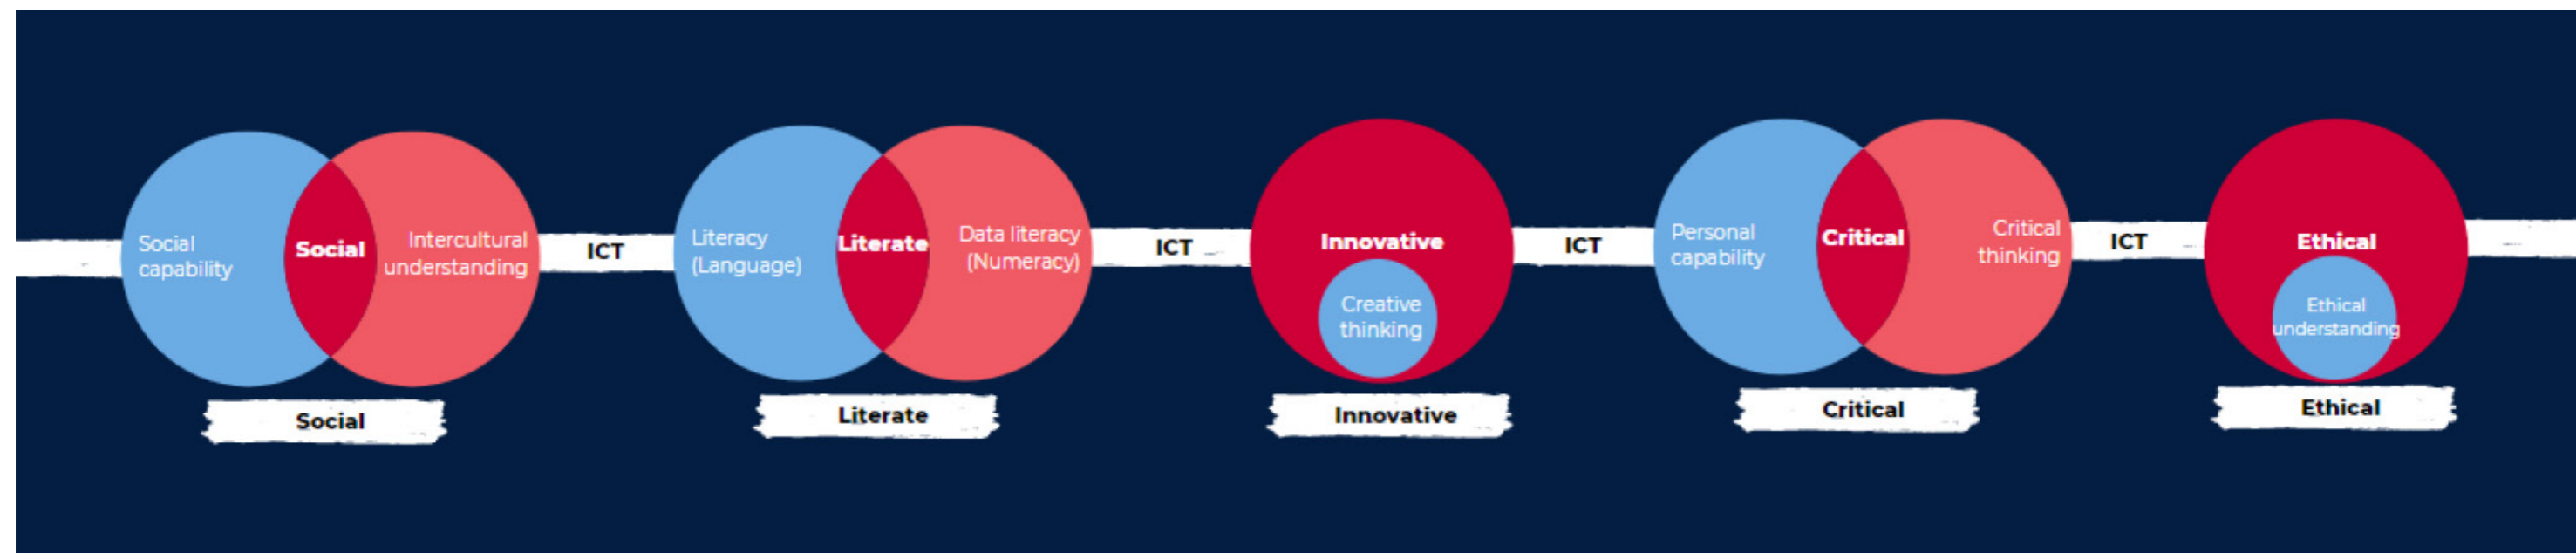 Social
capability
Social
Intercultural
understanding
ICT
Literacy
(Language)
Literate
Data literacy
(Numeracy)
ICT
Innovative
Creative
thinking
ICT
Personal
capability
Critical
Critical
thinking
ICT
Ethical
Ethical
understanding
Social
Literate
Innovative
Critical
Ethical